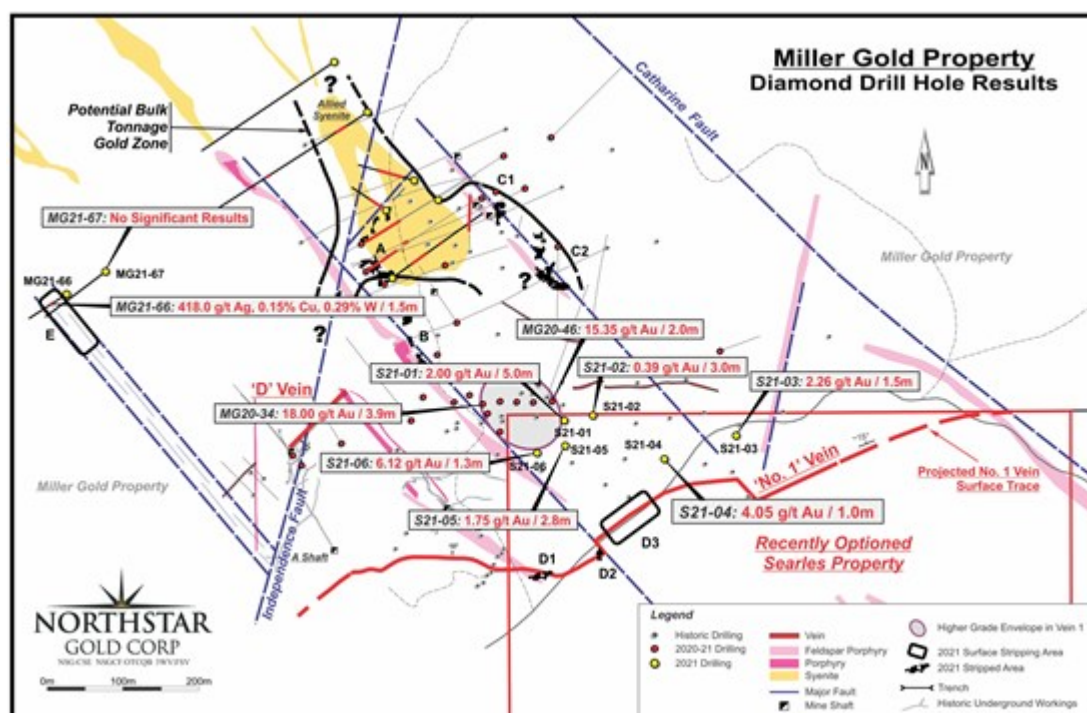 Miller Gold Property
Diamond Drill Hole Results
Potential Bulk
Tonnage
Gold Zone
?
Allied
Syenite
Catharine Fault
N
C1
C2
A
?
MG21-67: No Significant Results
Miller Gold Property
MG21-66
MG21-67
MG21-66: 418.0 g/t Ag, 0.15% Cu, 0.29% W / 1.5m
E
?
B
MG20-46: 15.35 g/t Au / 2.0m
S21-01: 2.00 g/t Au / 5.0m
S21-02: 0.39 g/t Au / 3.0m
S21-03: 2.26 g/t Au / 1.5m
'D' Vein
MG20-34: 18.00 g/t Au / 3.9m
S21-02
S21-01
S21-03
S21-04
S21-05
S21-06: 6.12 g/t Au / 1.3m
S21-06
'No. 1' Vein
Projected No. 1 Vein
Surface Trace
Miller Gold Property
S21-05: 1.75 g/t Au / 2.8m
S21-04: 4.05 g/t Au / 1.0m
Independence Fault
A Shaft
D1
D2
D3
Recently Optioned
Searles Property
NORTHSTAR
GOLD CORP
NSG-CSE NSGCF-OTCQB 3WY-FSV
0m 100m 200m
Legend
Historic Drilling
2020-21 Drilling
2021 Drilling
Vein
Feldspar Porphyry
Porphyry
Syenite
Major Fault
Mine Shaft
Higher Grade Envelope in Vein 1
2021 Surface Stripping Area
2021 Stripped Area
Trench
Historic Underground Workings